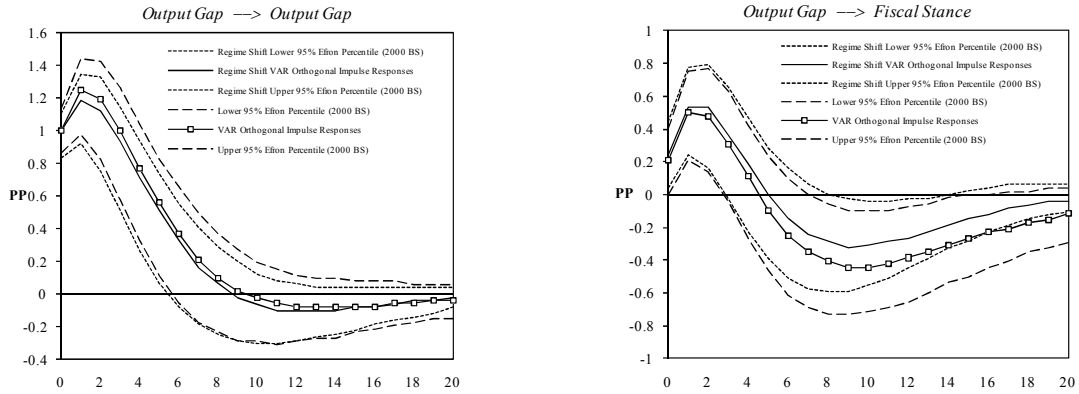 Output Gap —> Output Gap
1.6
1.4
1.2
1
0.8
PP0.6
0.4
0.2
0
-0.2
-0.4
0 2 4 6 8 10 12 14 16 18 20
Regime Shift Lower 95% Efron Percentile (2000 BS)
Regime Shift VAR Orthogonal Impulse Responses
Regime Shift Upper 95% Efron Percentile (2000 BS)
Lower 95% Efron Percentile (2000 BS)
VAR Orthogonal Impulse Responses
Upper 95% Efron Percentile (2000 BS)
Output Gap —> Fiscal Stance
1
0.8
0.6
0.4
0.2
PP 0
-0.2
-0.4
-0.6
-0.8
-1
0 2 4 6 8 10 12 14 16 18 20
Regime Shift Lower 95% Efron Percentile (2000 BS)
Regime Shift VAR Orthogonal Impulse Responses
Regime Shift Upper 95% Efron Percentile (2000 BS)
Lower 95% Efron Percentile (2000 BS)
VAR Orthogonal Impulse Responses
Upper 95% Efron Percentile (2000 BS)